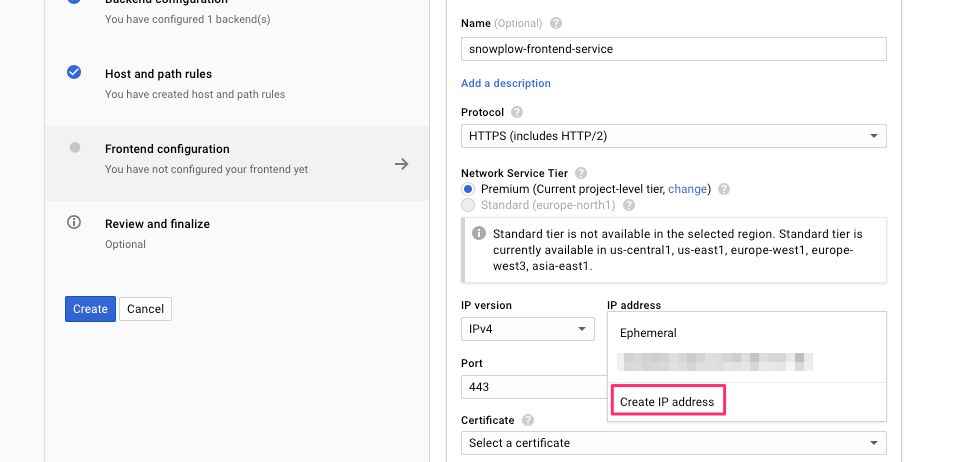 Backend configuration
You have configured 1 backend(s)
Host and path rules
You have created host and path rules
Frontend configuration
You have not configured your frontend yet
Review and finalize
Optional
Create
Cancel
Name (Optional)
snowplow-frontend-service
Add a description
Protocol
HTTPS (includes HTTP/2)
Network Service Tier
Premium (Current project-level tier, change)
Standard (europe-north1)
Standard tier is not available in the selected region. Standard tier is
currently available in us-central1, us-east1, europe-west1, europe-
west3, asia-east1.
IP version
IPv4
IP address
Ephemeral
Create IP address
Port
443
Certificate
Select a certificate